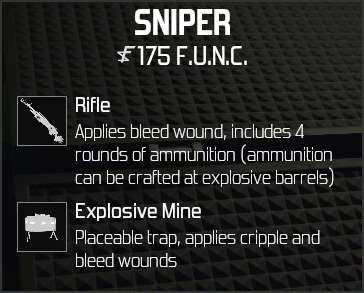 SNIPER
175 F.U.N.C.
Rifle
Applies bleed wound, includes 4
rounds of ammunition (ammunition
can be crafted at explosive barrels)
Explosive Mine
Placeable trap, applies cripple and
bleed wounds